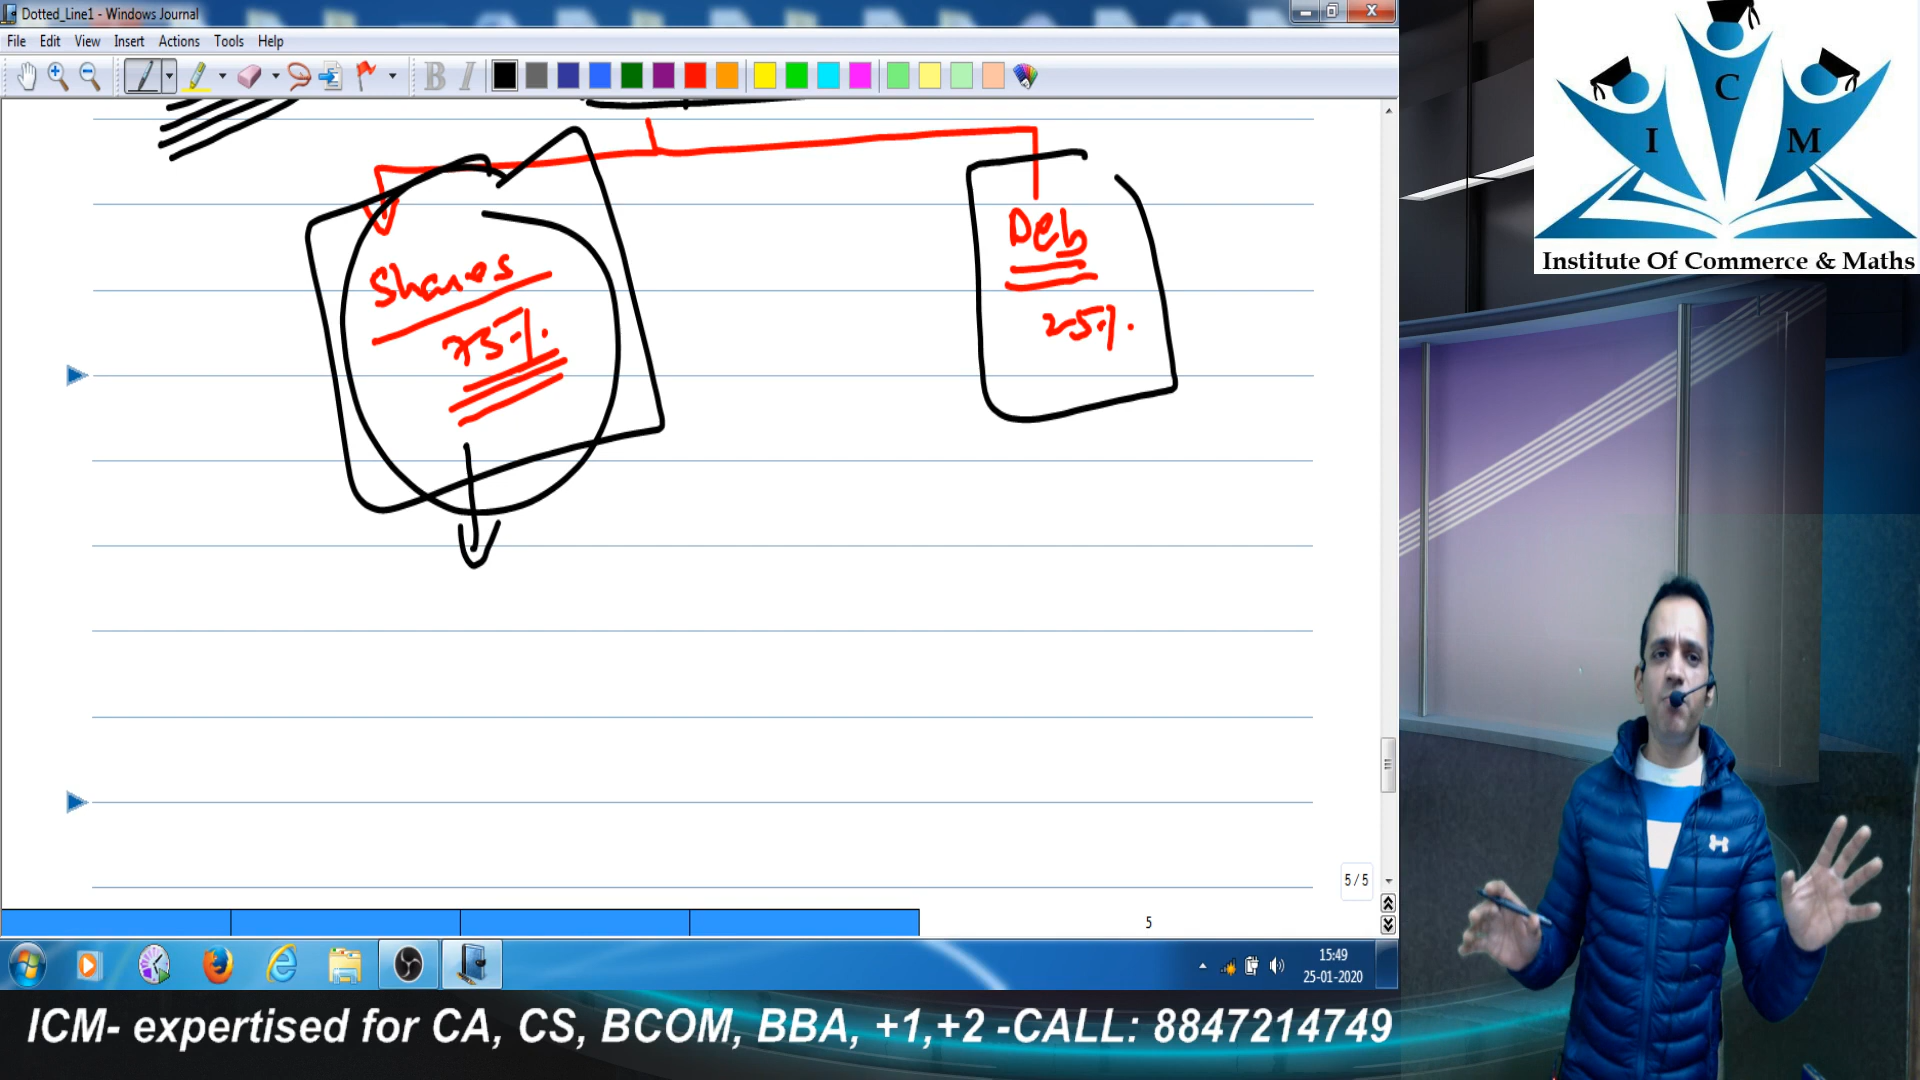 Dotted_Line1 - Windows Journal
File Edit View Insert Actions Tools Help
B I
Shares
75%.
Deb
25%.
5 / 5
5
15:49
25-01-2020
I C M
Institute Of Commerce & Maths
ICM- expertised for CA, CS, BCOM, BBA, +1,+2 -CALL: 8847214749